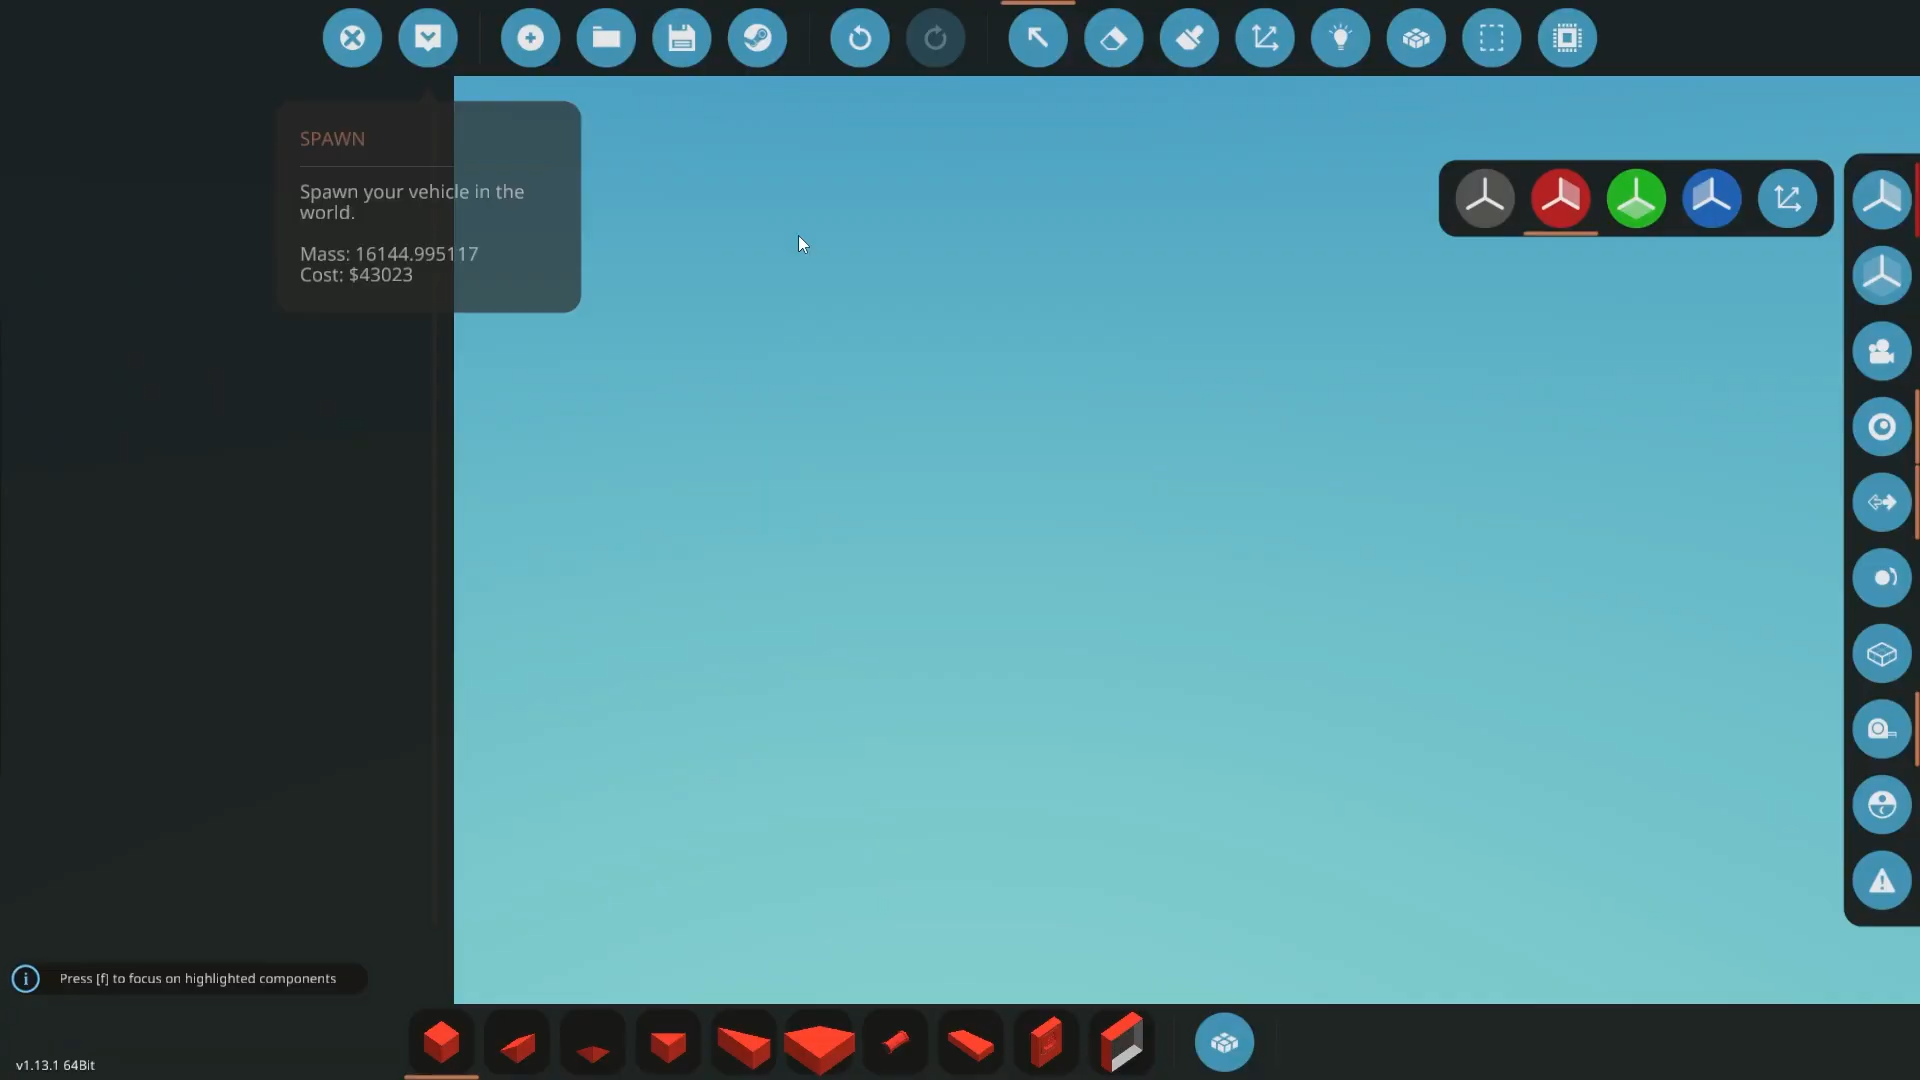 SPAWN
Spawn your vehicle in the
world.
Mass: 16144.995117
Cost: $43023
Press [f] to focus on highlighted components
v1.13.1 64Bit